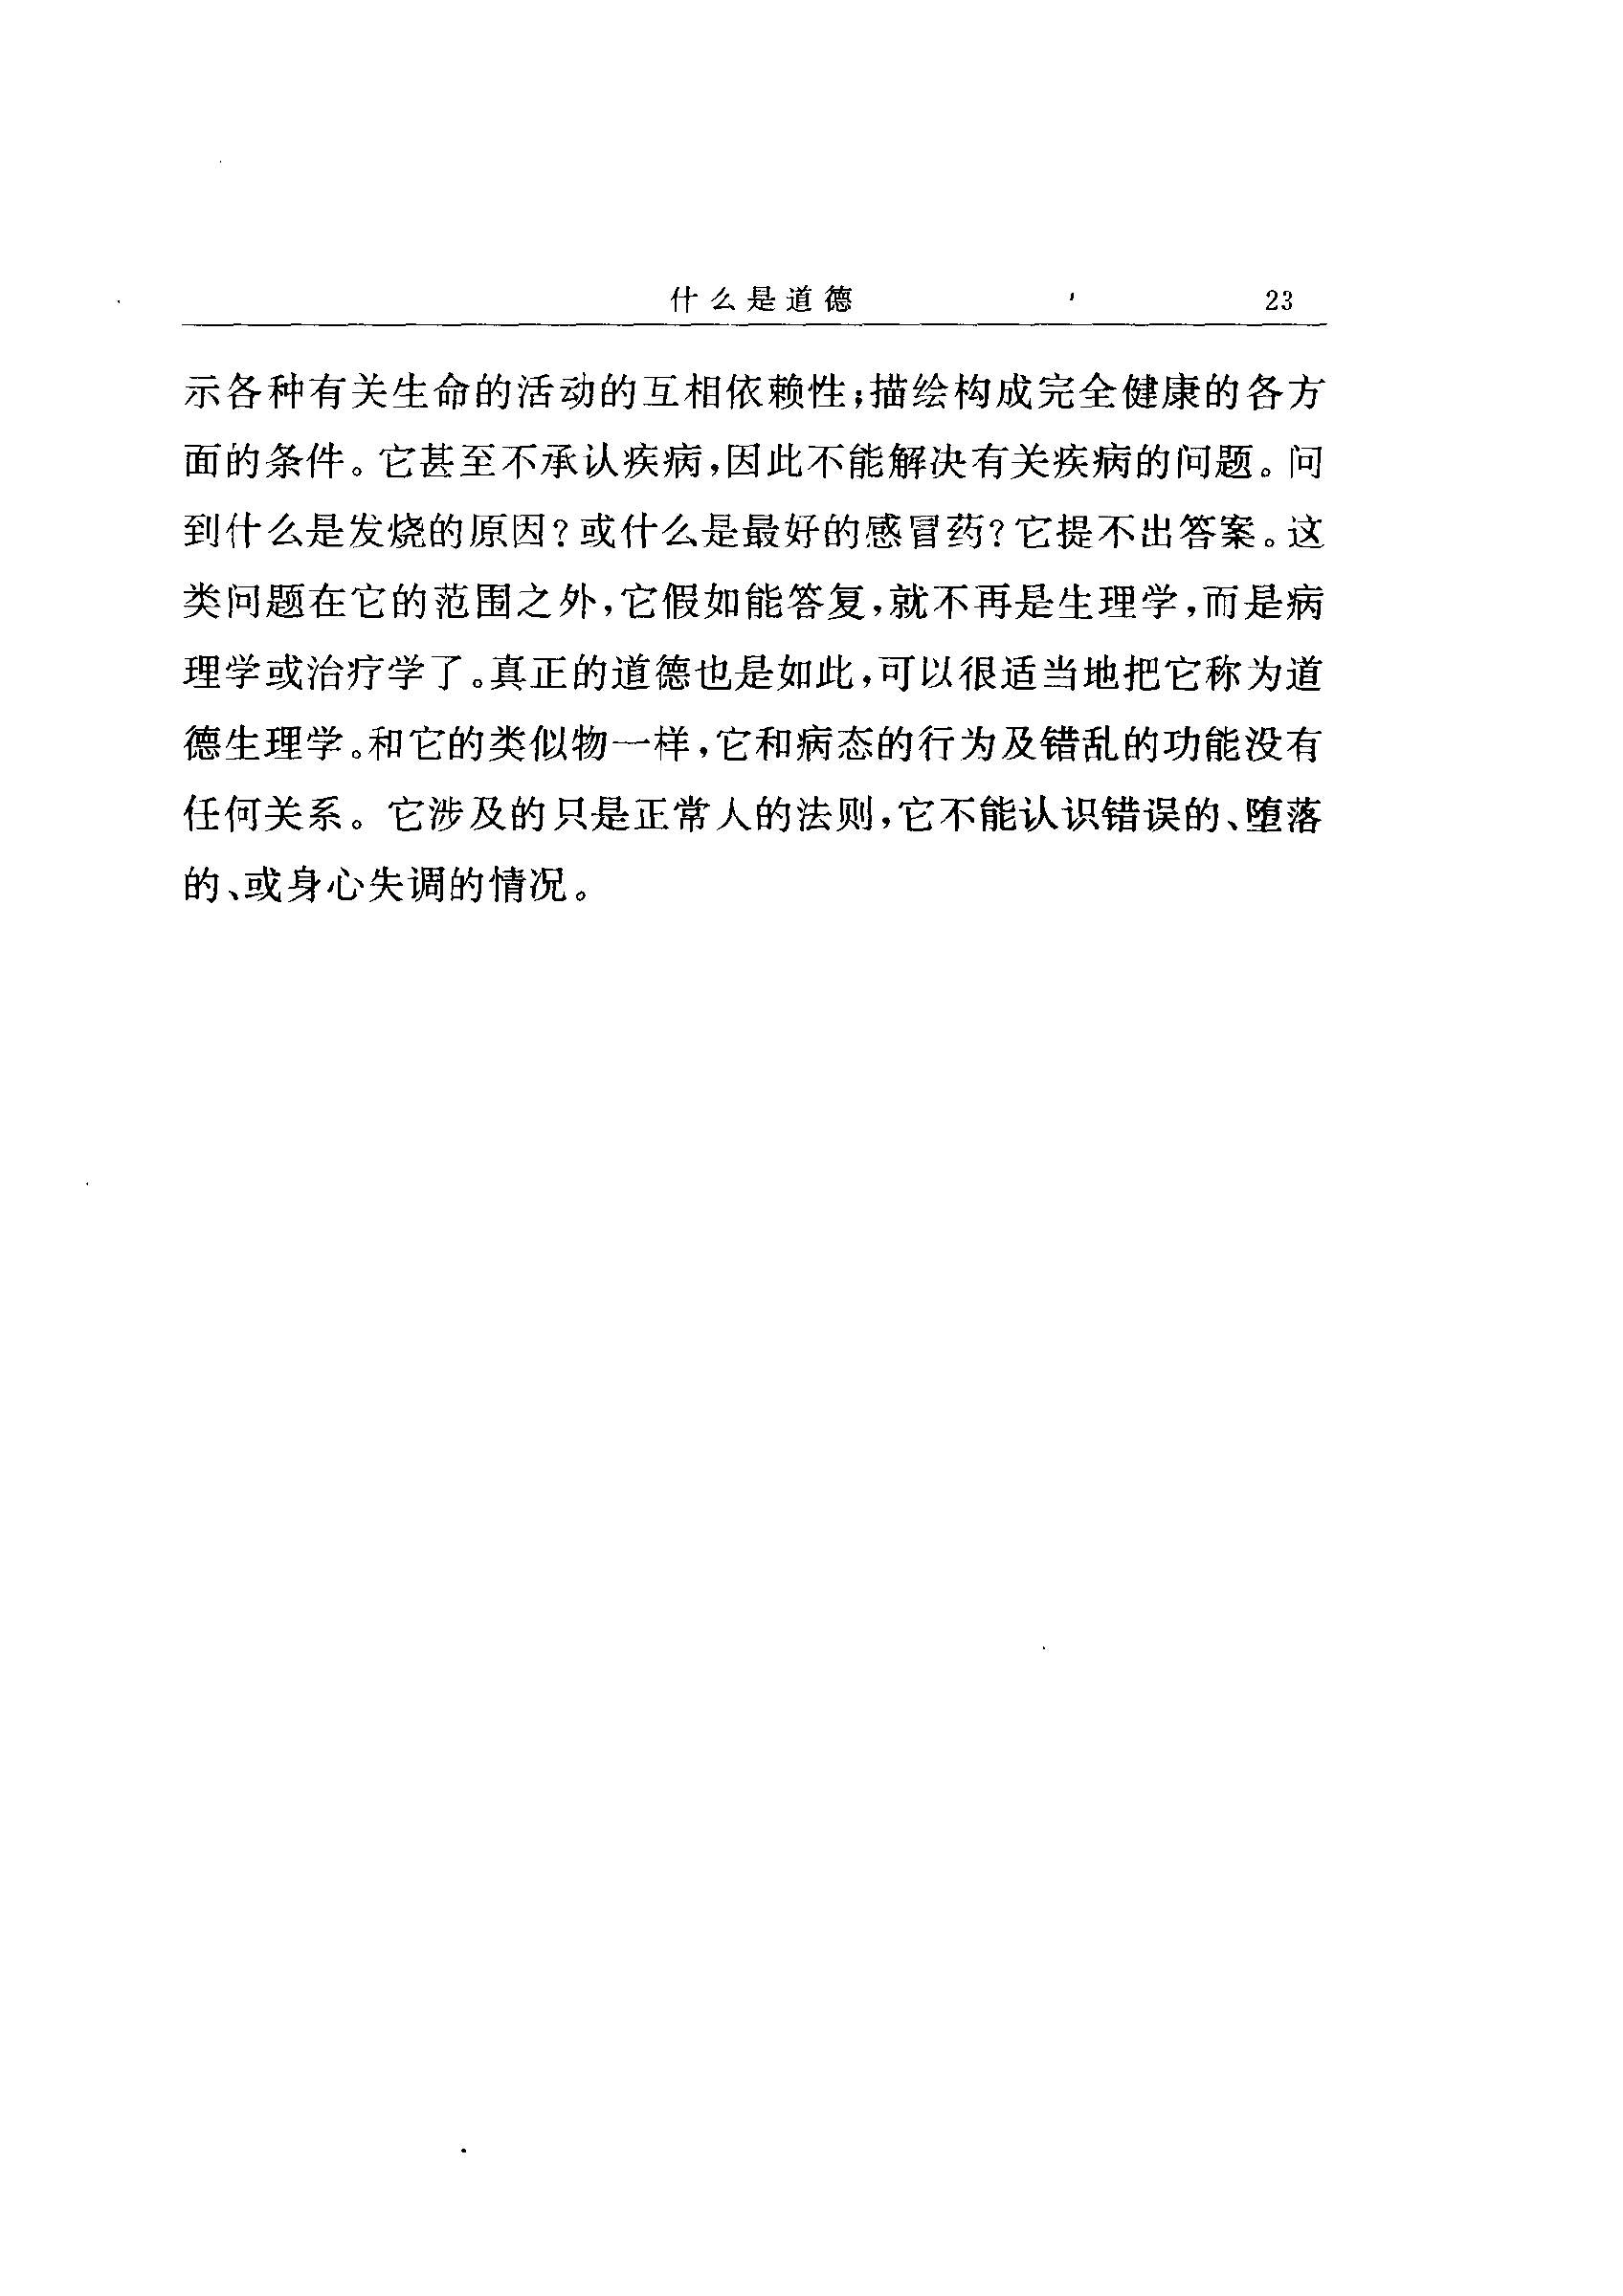 什么是道德 23
示各种有关生命的活动的互相依赖性；描绘构成完全健康的各方
面的条件。它甚至不承认疾病，因此不能解决有关疾病的问题。问
到什么是发烧的原因？或什么是最好的感冒药？它提不出答案。这
类问题在它的范围之外，它假如能答复，就不再是生理学，而是病
理学或治疗学了。真正的道德也是如此，可以很适当地把它称为道
德生理学。和它的类似物一样，它和病态的行为及错乱的功能没有
任何关系。它涉及的只是正常人的法则，它不能认识错误的、堕落
的、或身心失调的情况。